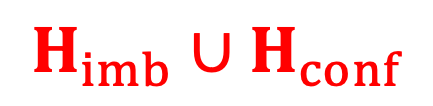 𝐇_imb ∪ 𝐇_conf